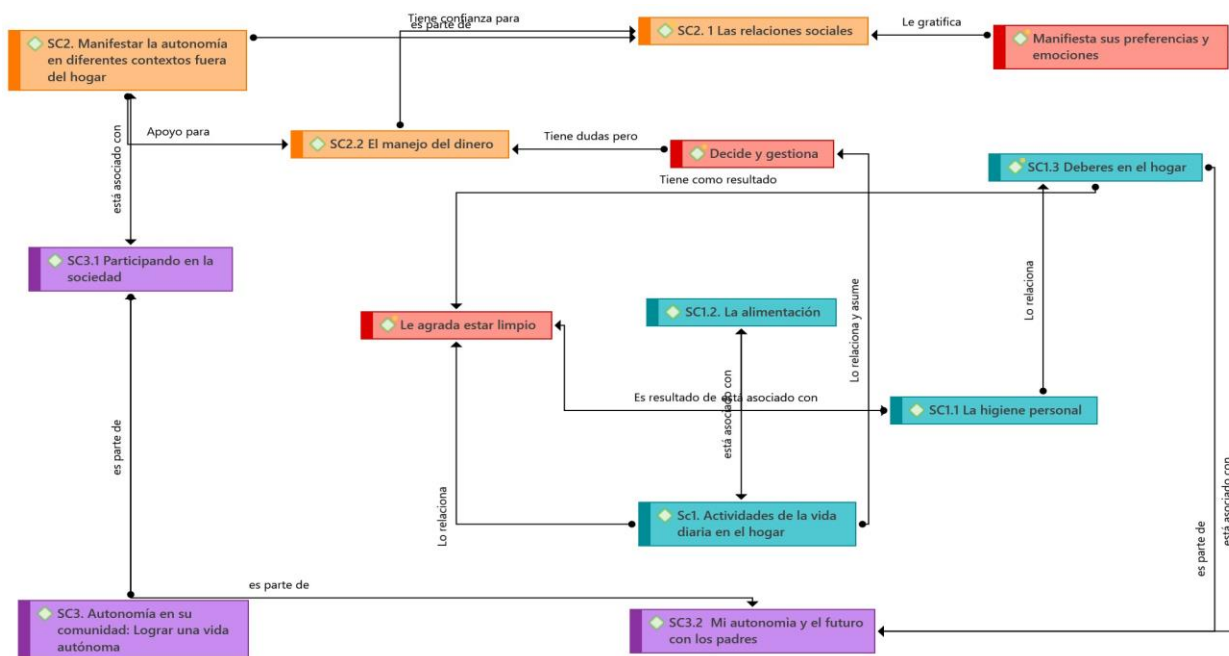 Tiene confianza para
es parte de
SC2. Manifestar la autonomía
en diferentes contextos fuera
del hogar
SC2. 1 Las relaciones sociales
Le gratifica
Manifiesta sus preferencias y
emociones
Apoyo para
SC2.2 El manejo del dinero
Tiene dudas pero
Decide y gestiona
está asociado con
Tiene como resultado
SC1.3 Deberes en el hogar
SC3.1 Participando en la
sociedad
Lo relaciona
Lo relaciona y asume
Le agrada estar limpio
SC1.2. La alimentación
Es resultado de
está asociado con
está asociado con
SC1.1 La higiene personal
es parte de
Lo relaciona
Sc1. Actividades de la vida
diaria en el hogar
es parte de
está asociado con
es parte de
SC3. Autonomía en su
comunidad: Lograr una vida
autónoma
SC3.2 Mi autonomìa y el futuro
con los padres